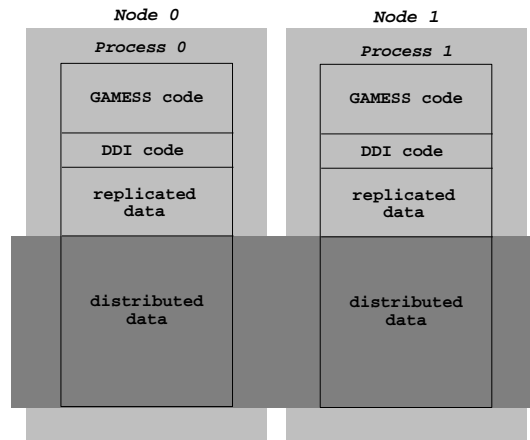 Node 0
Node 1
Process 0
Process 1
GAMESS code
GAMESS code
DDI code
DDI code
replicated
data
replicated
data
distributed
data
distributed
data